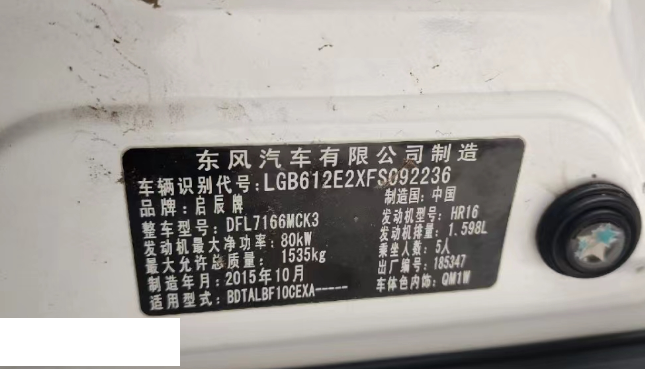 东风汽车有限公司制造
车辆识别代号:LGB612E2XFS092236
品牌:启辰牌 制造国:中国
整车型号:DFL7166MCK3 发动机型号:HR16
发动机最大净功率:80kW 发动机排量:1.598L
最大允许总质量:1535kg 乘坐人数:5人
制造年月:2015年10月 出厂编号:185347
适用型式:BDTALBF10CEXA----- 车体色内饰:QM1W